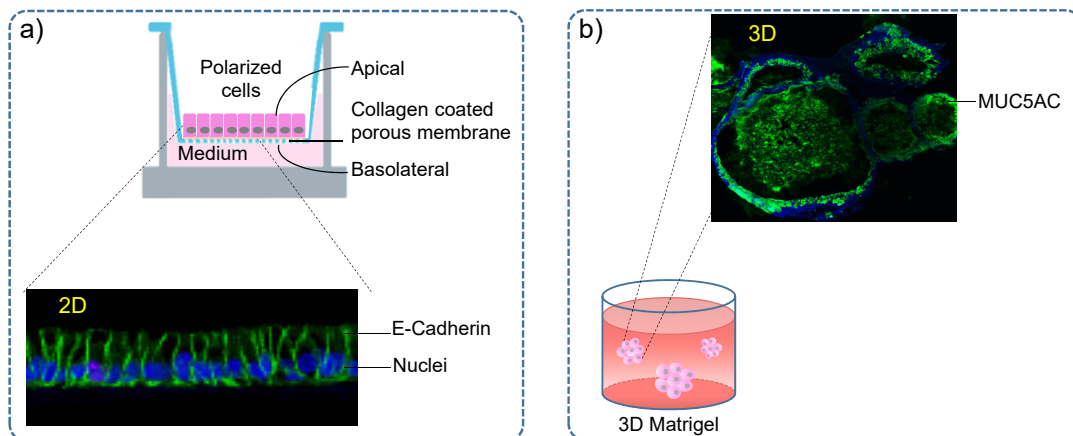 a)
Polarized
cells
Apical
Collagen coated
porous membrane
Medium
Basolateral
2D
E-Cadherin
Nuclei
b)
3D
MUC5AC
3D Matrigel